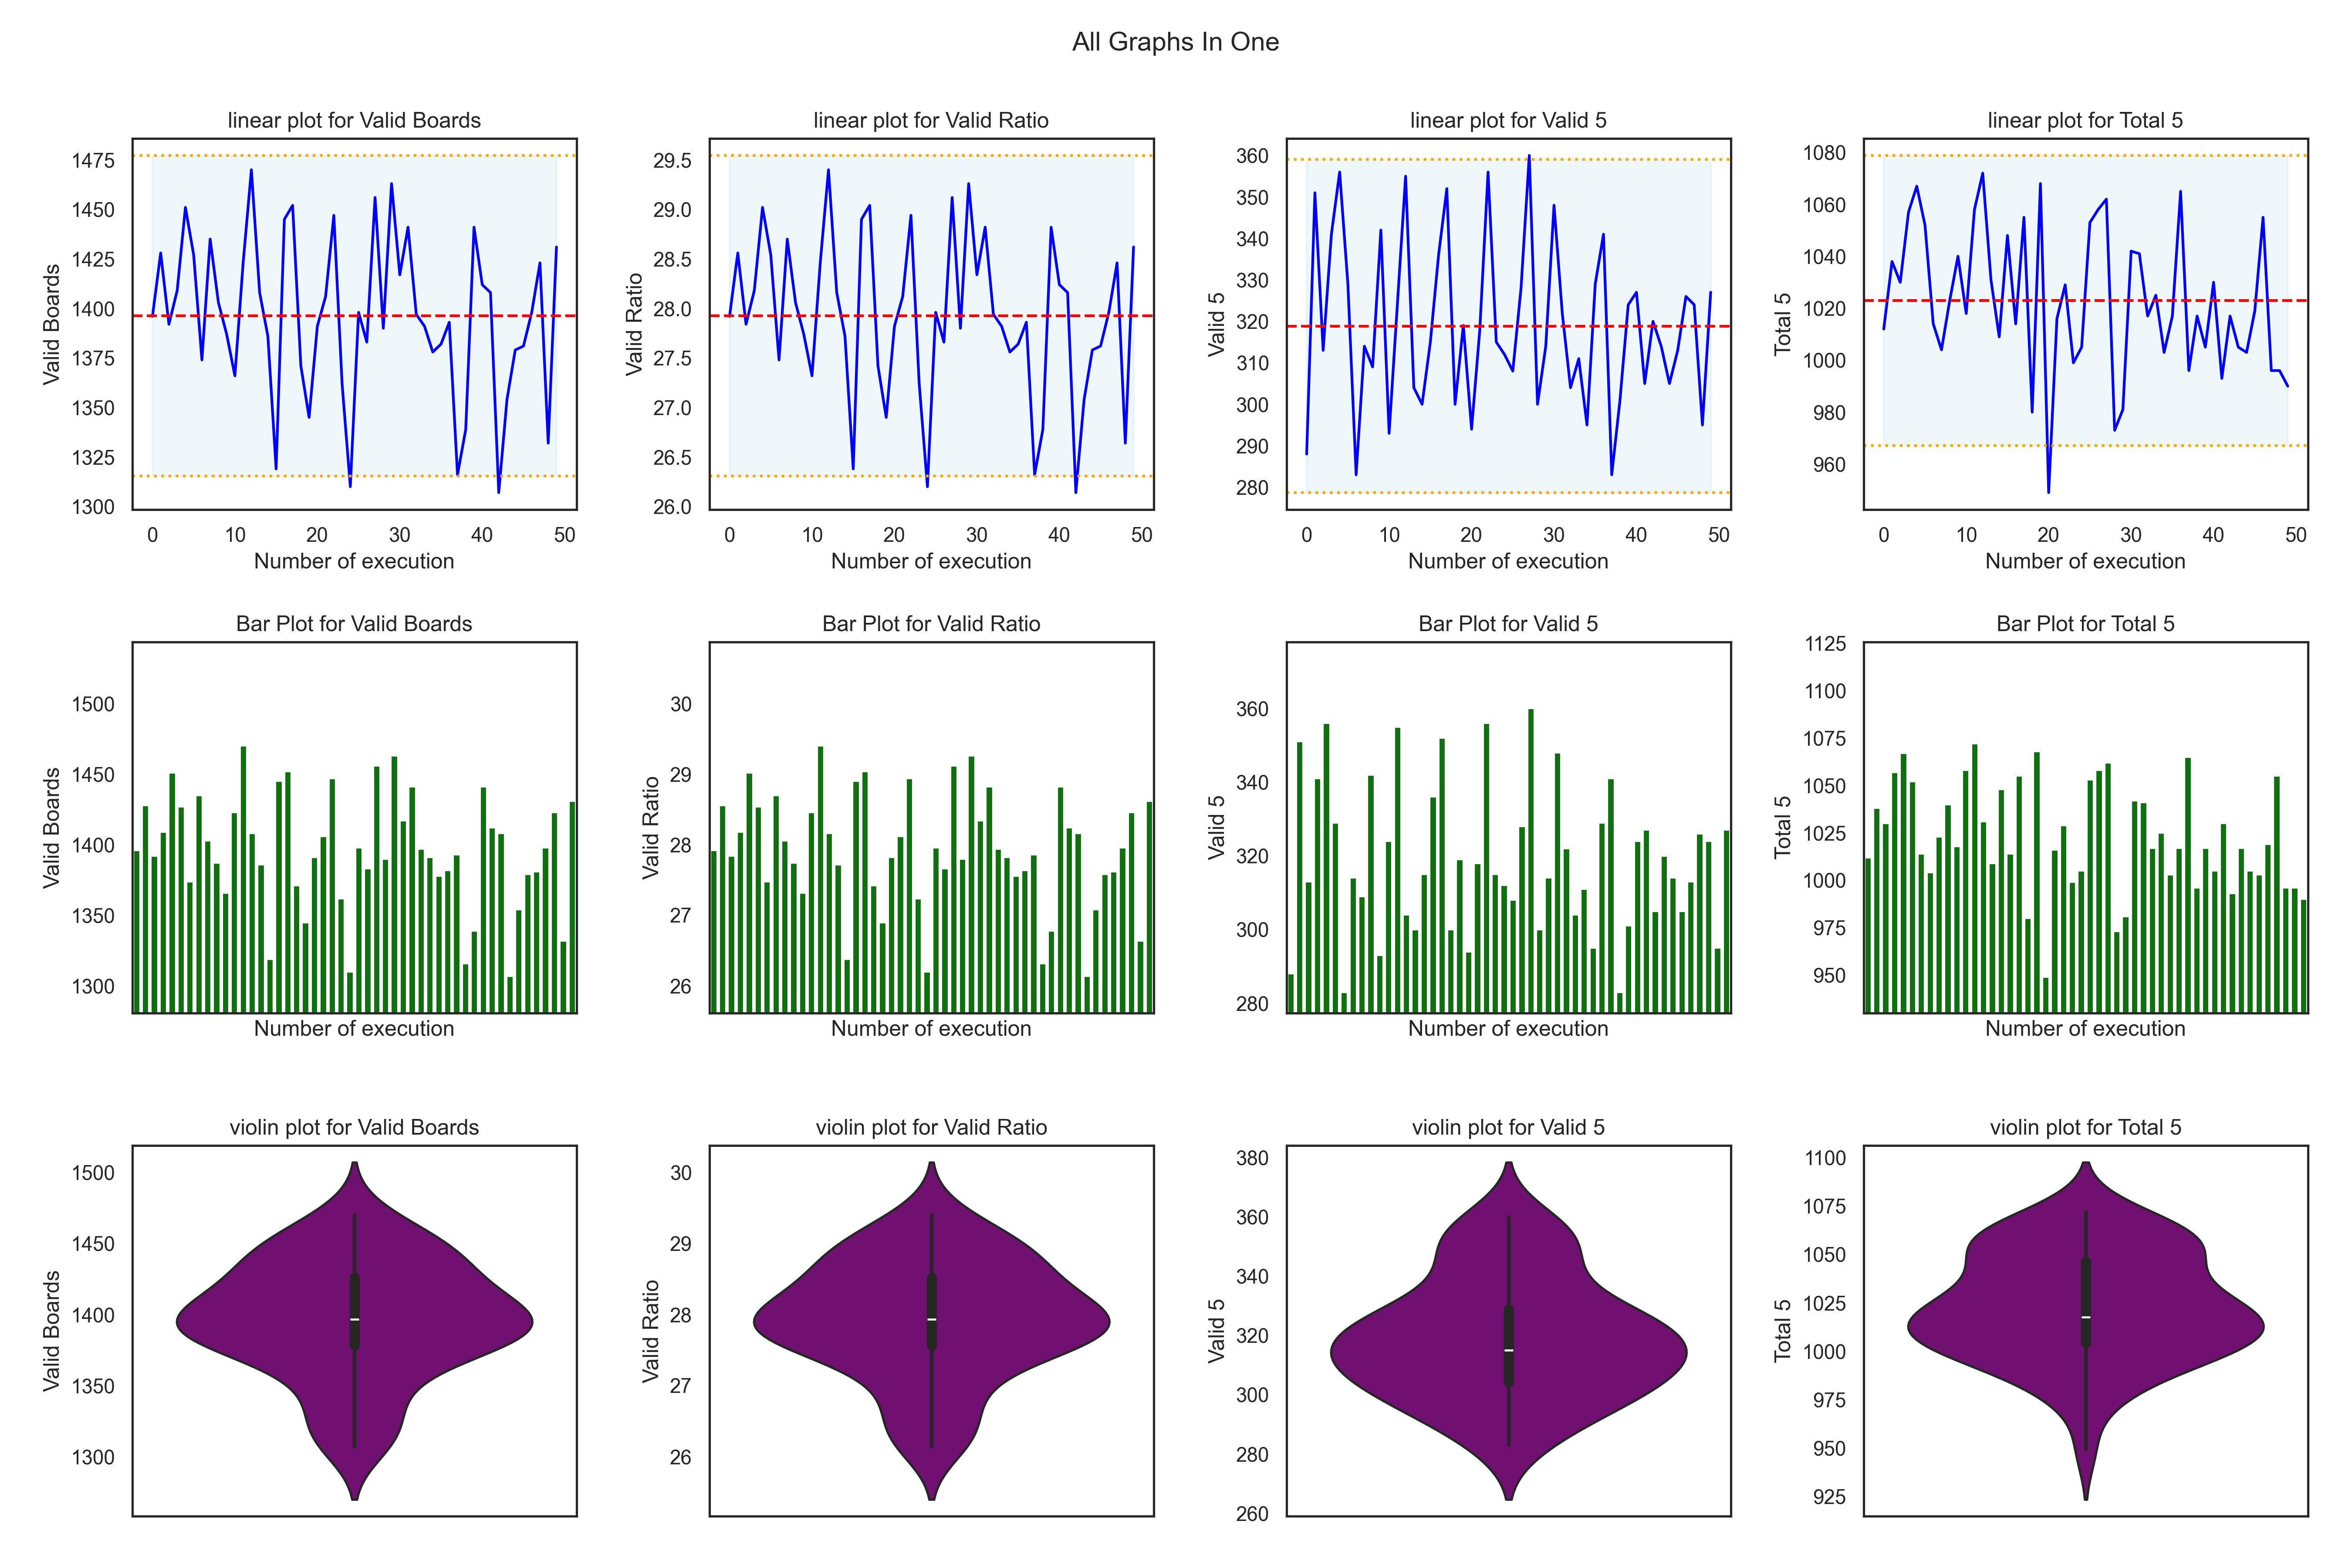 All Graphs In One
linear plot for Valid Boards
Valid Boards
1475
1450
1425
1400
1375
1350
1325
1300
0 10 20 30 40 50
Number of execution
linear plot for Valid Ratio
Valid Ratio
29.5
29.0
28.5
28.0
27.5
27.0
26.5
26.0
0 10 20 30 40 50
Number of execution
linear plot for Valid 5
Valid 5
360
350
340
330
320
310
300
290
280
0 10 20 30 40 50
Number of execution
linear plot for Total 5
Total 5
1080
1060
1040
1020
1000
980
960
0 10 20 30 40 50
Number of execution
Bar Plot for Valid Boards
Valid Boards
1500
1450
1400
1350
1300
Number of execution
Bar Plot for Valid Ratio
Valid Ratio
30
29
28
27
26
Number of execution
Bar Plot for Valid 5
Valid 5
360
340
320
300
280
Number of execution
Bar Plot for Total 5
Total 5
1125
1100
1075
1050
1025
1000
975
950
Number of execution
violin plot for Valid Boards
Valid Boards
1500
1450
1400
1350
1300
violin plot for Valid Ratio
Valid Ratio
30
29
28
27
26
violin plot for Valid 5
Valid 5
380
360
340
320
300
280
260
violin plot for Total 5
Total 5
1100
1075
1050
1025
1000
975
950
925